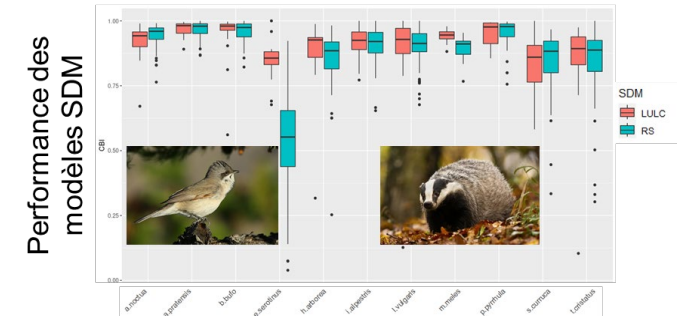 Performance des
modèles SDM
CBI
1.00
0.75
0.50
0.25
0.00
a.noctua
a.pratensis
b.bufo
e.serotinus
h.arborea
i.alpestris
l.vulgaris
m.meles
p.pyrrhula
s.curruca
t.cristatus
SDM
LULC
RS